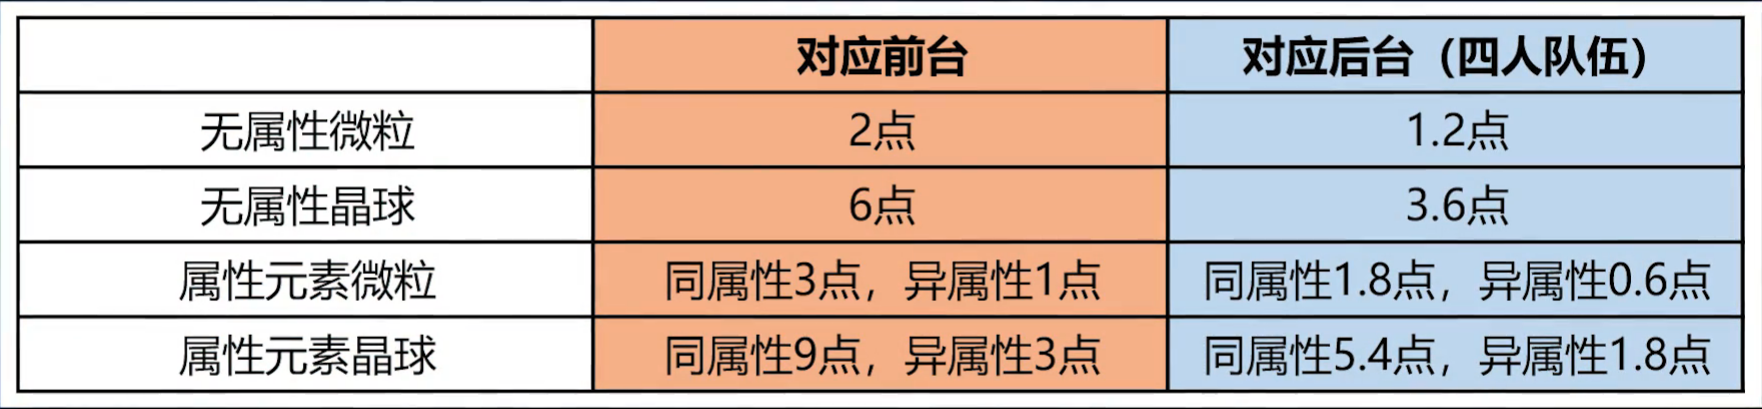 对应前台 对应后台（四人队伍）
无属性微粒 2点 1.2点
无属性晶球 6点 3.6点
属性元素微粒 同属性3点，异属性1点 同属性1.8点，异属性0.6点
属性元素晶球 同属性9点，异属性3点 同属性5.4点，异属性1.8点